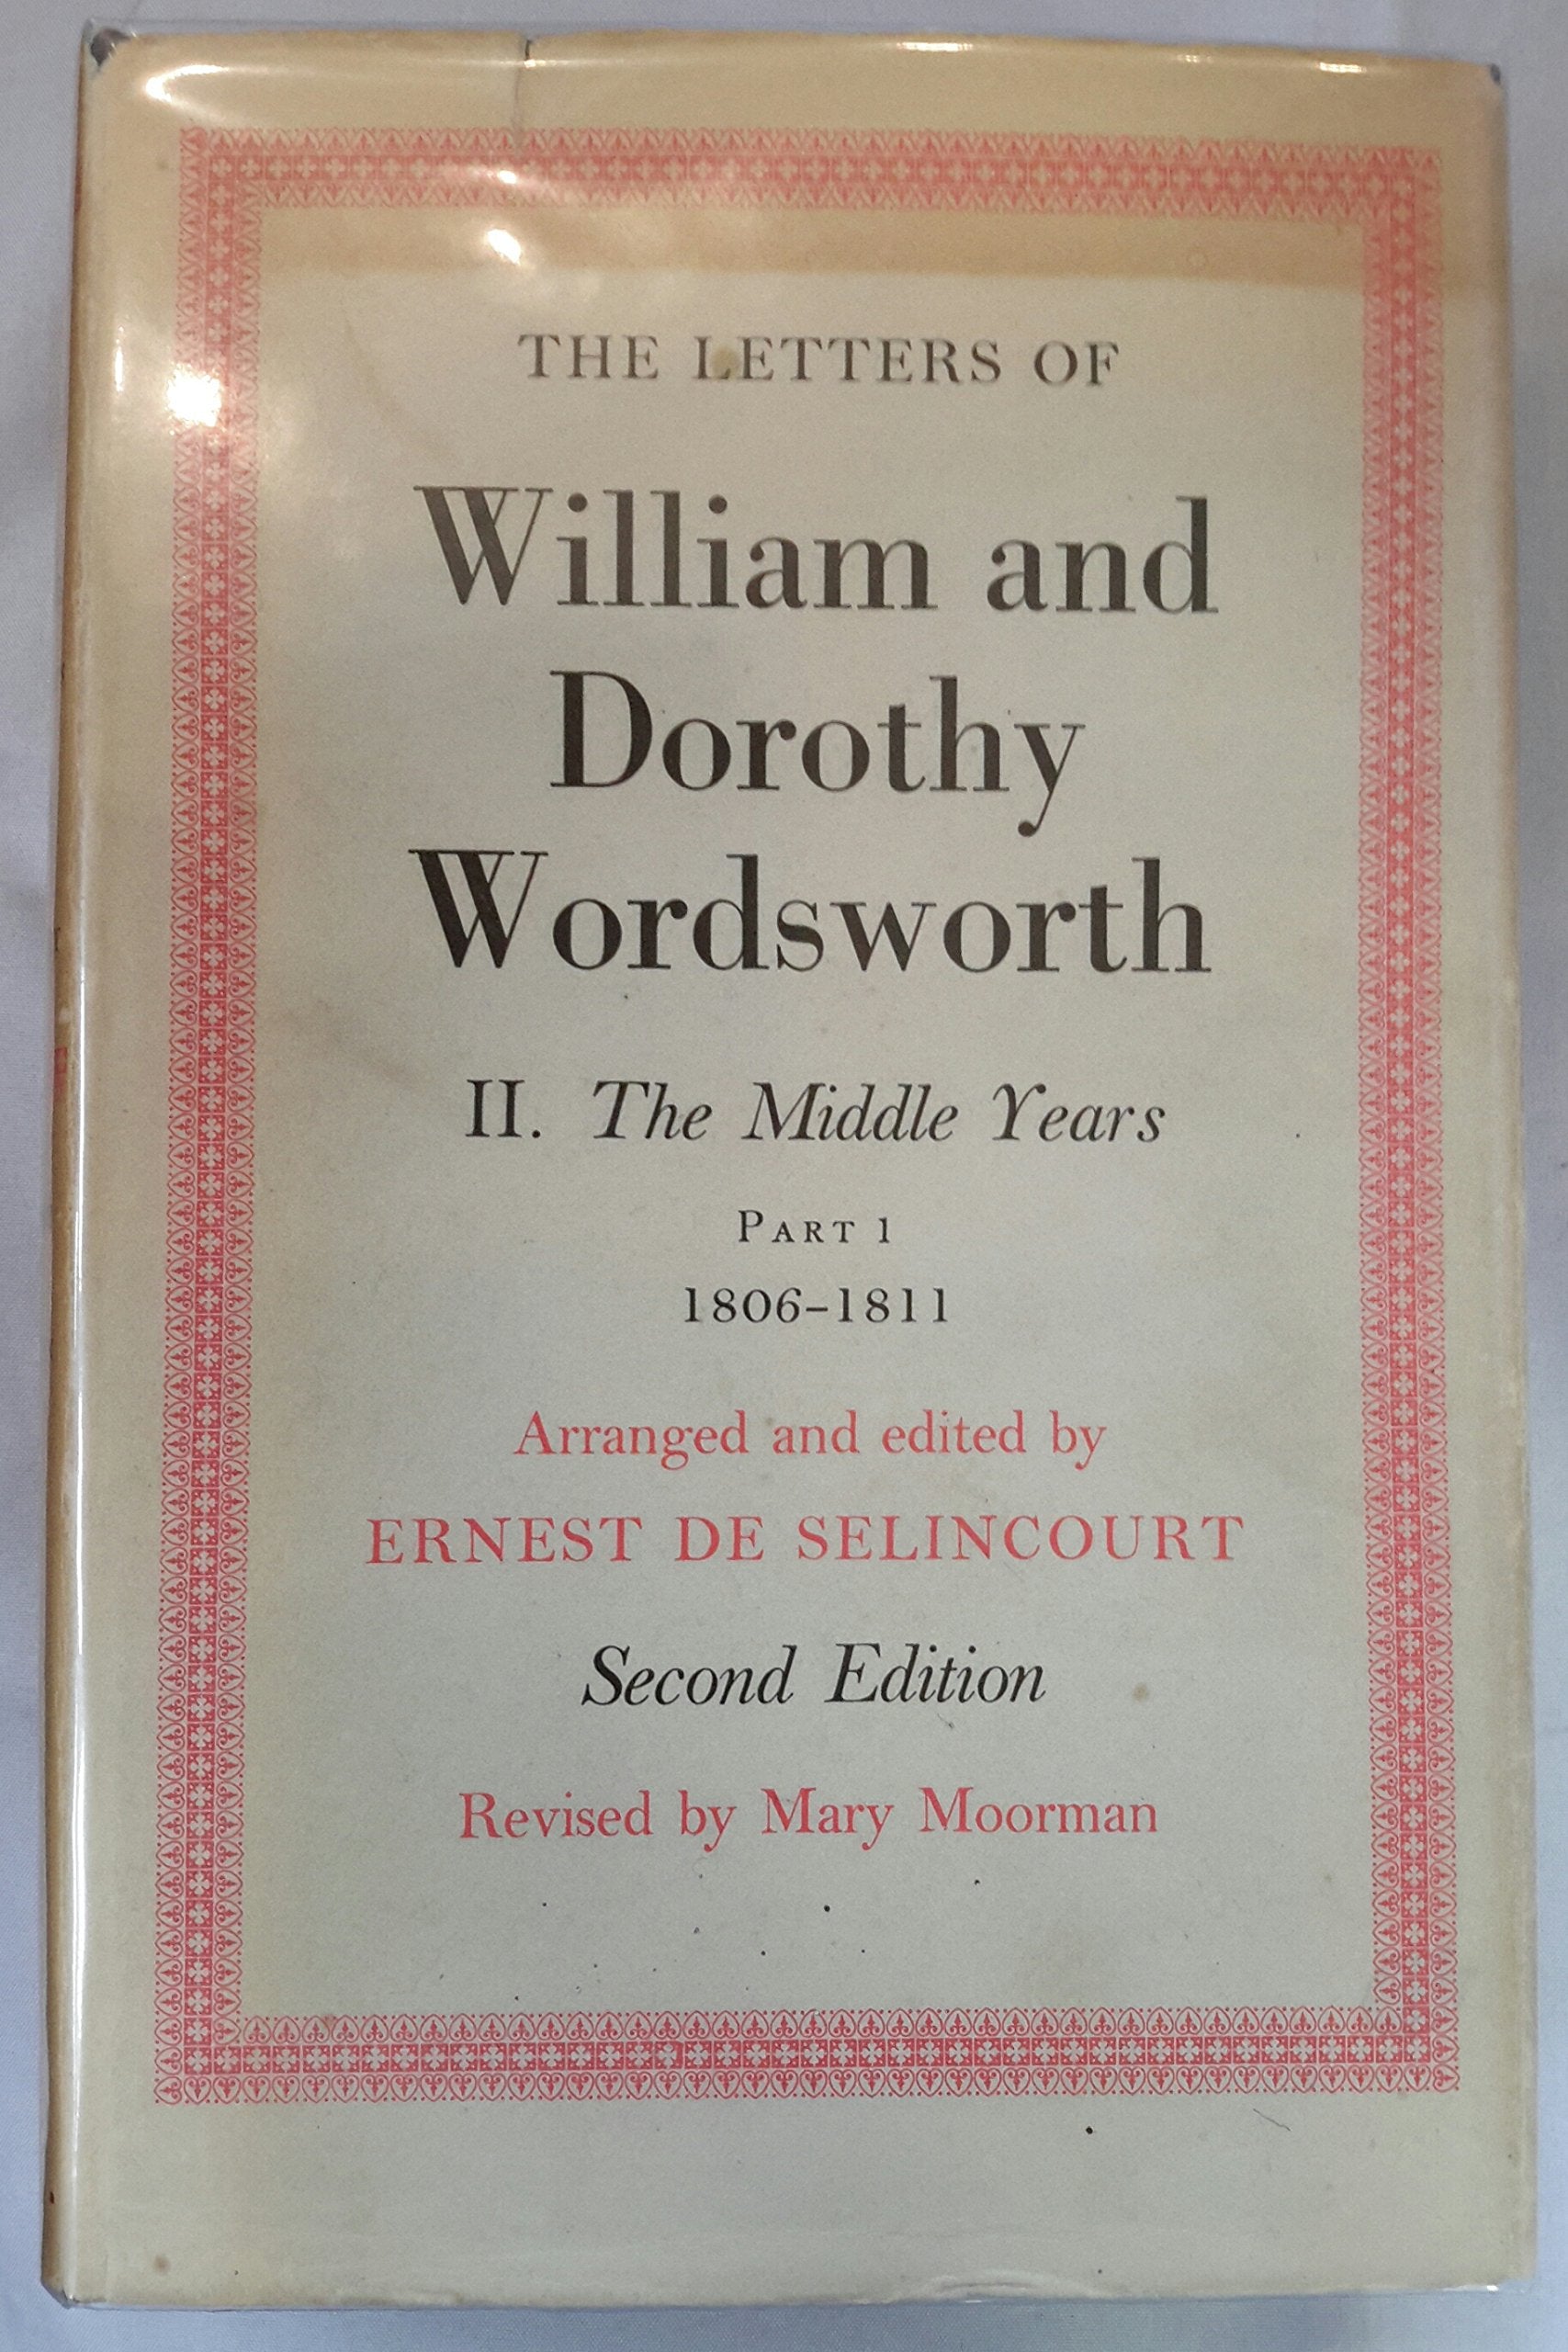 THE LETTERS OF
William and
Dorothy
Wordsworth
II. The Middle Years
PART 1
1806–1811
Arranged and edited by
ERNEST DE SELINCOURT
Second Edition
Revised by Mary Moorman